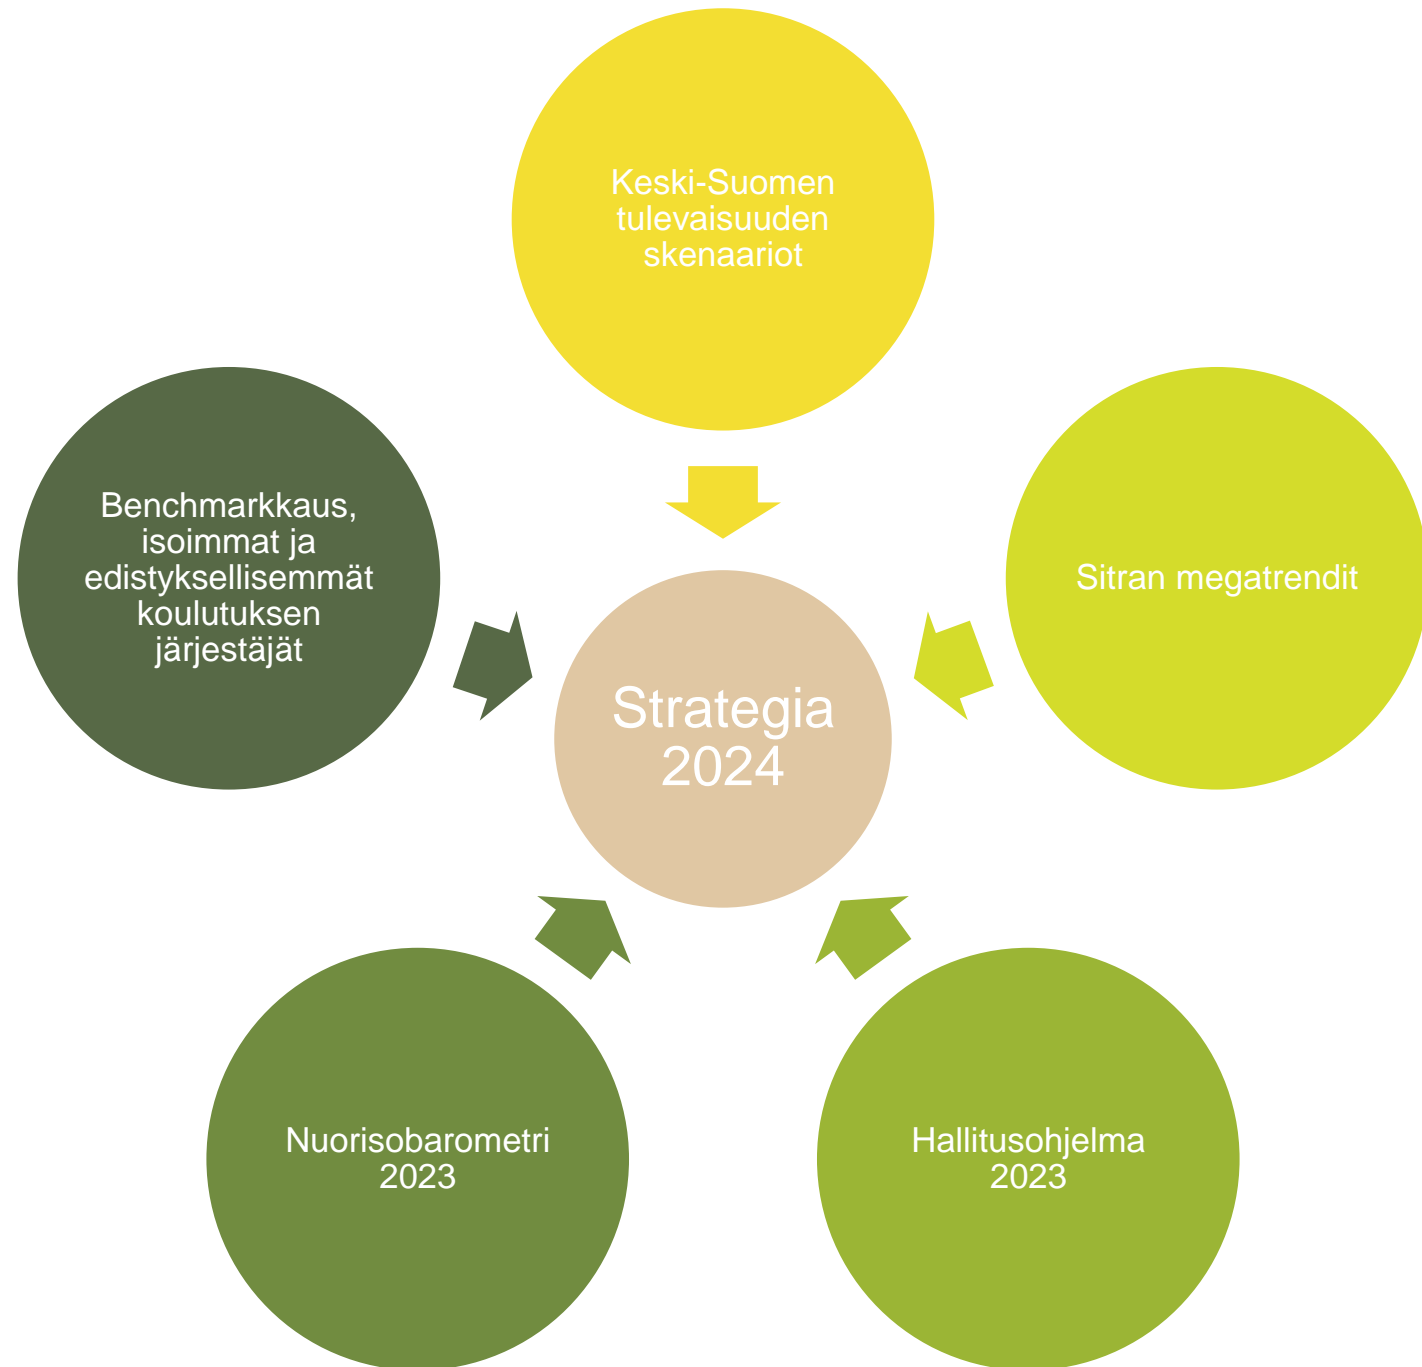 Keski-Suomen
tulevaisuuden
skenaariot
Benchmarkkaus,
isoimmat ja
edistyksellisemmät
koulutuksen
järjestäjät
Sitran megatrendit
Strategia
2024
Nuorisobarometri
2023
Hallitusohjelma
2023